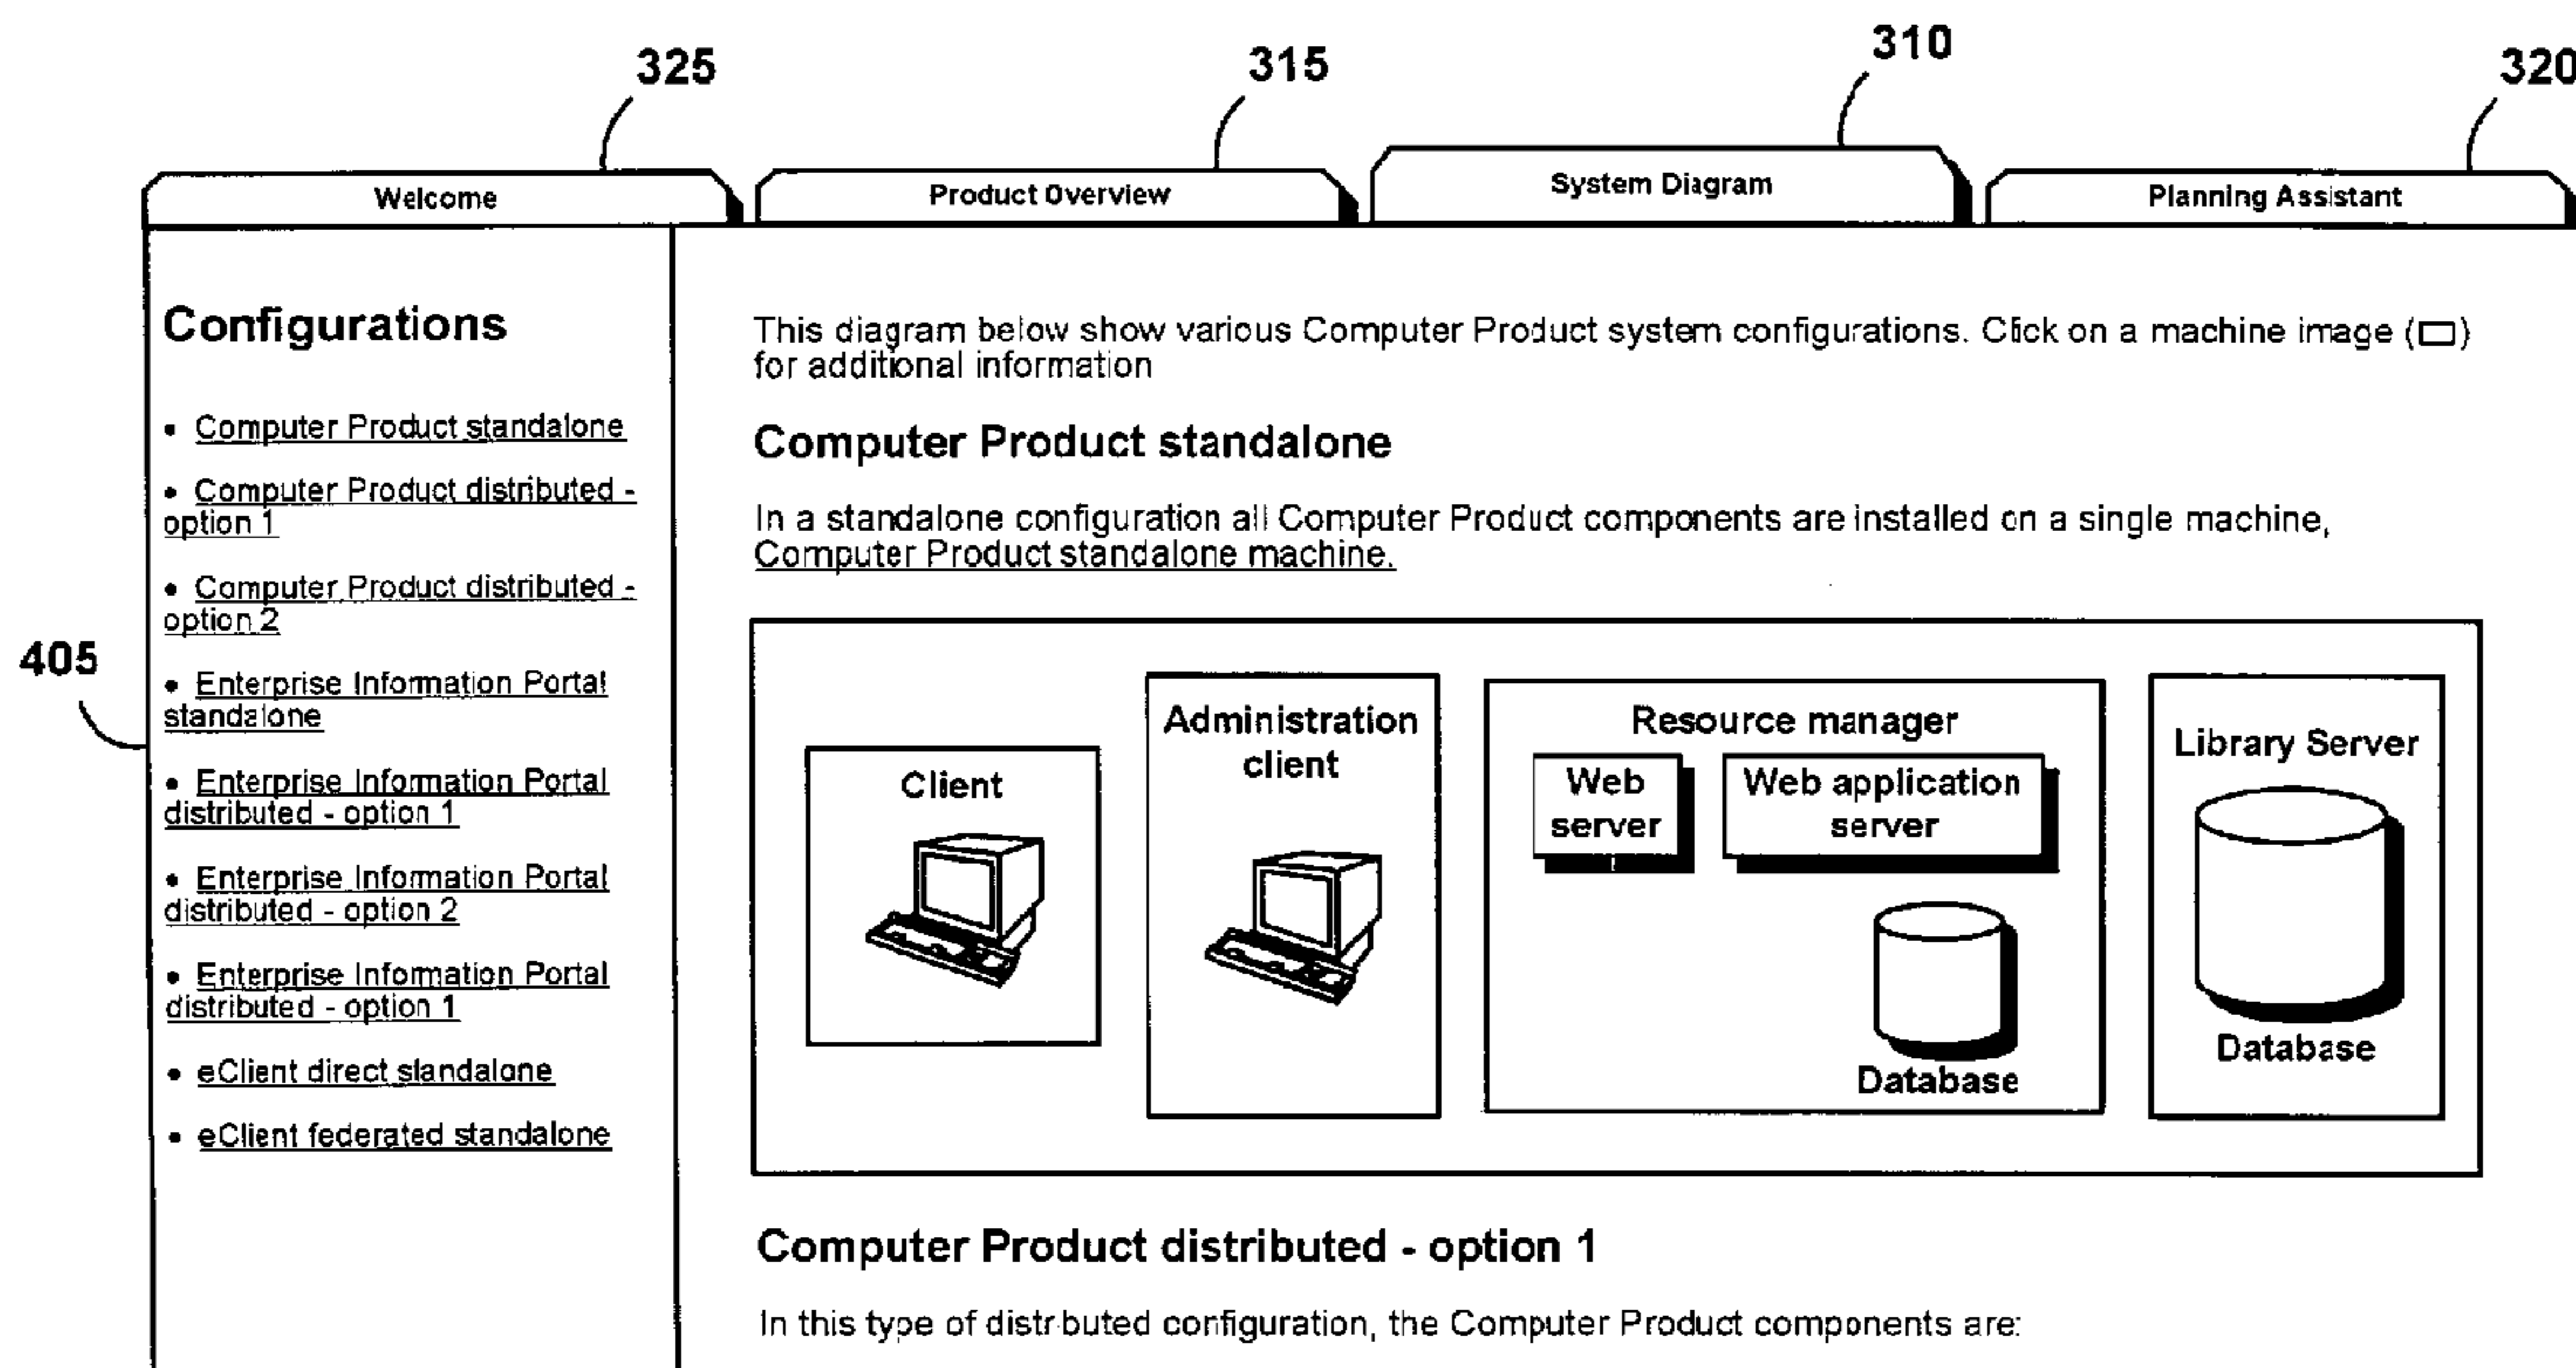 325
315
310
320
Welcome
Product Overview
System Diagram
Planning Assistant
405
Configurations
• Computer Product standalone
• Computer Product distributed -
option 1
• Computer Product distributed -
option 2
• Enterprise Information Portal
standalone
• Enterprise Information Portal
distributed - option 1
• Enterprise Information Portal
distributed - option 2
• Enterprise Information Portal
distributed - option 1
• eClient direct standalone
• eClient federated standalone
This diagram below show various Computer Product system configurations. Click on a machine image (▭)
for additional information
Computer Product standalone
In a standalone configuration all Computer Product components are installed on a single machine,
Computer Product standalone machine.
Client
Administration
client
Resource manager
Web
server
Web application
server
Database
Library Server
Database
Computer Product distributed - option 1
In this type of distributed configuration, the Computer Product components are: